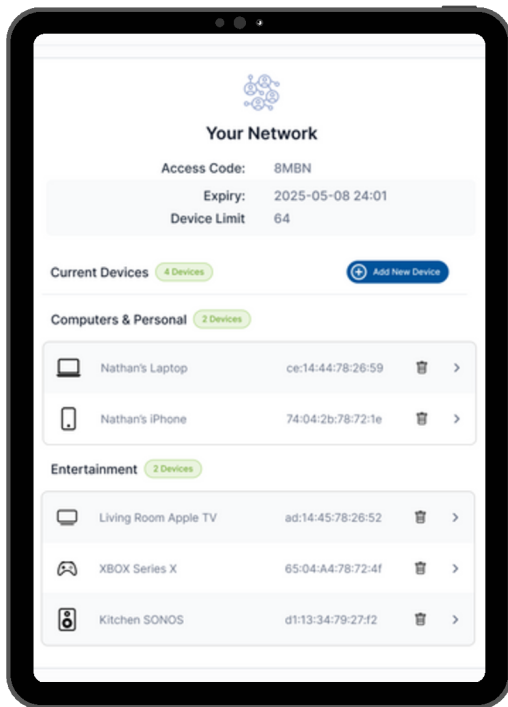 Your Network
Access Code: 8MBN
Expiry: 2025-05-08 24:01
Device Limit 64
Current Devices 4 Devices Add New Device
Computers & Personal 2 Devices
Nathan's Laptop ce:14:44:78:26:59
Nathan's iPhone 74:04:2b:78:72:1e
Entertainment 2 Devices
Living Room Apple TV ad:14:45:78:26:52
XBOX Series X 65:04:A4:78:72:4f
Kitchen SONOS d1:13:34:79:27:f2